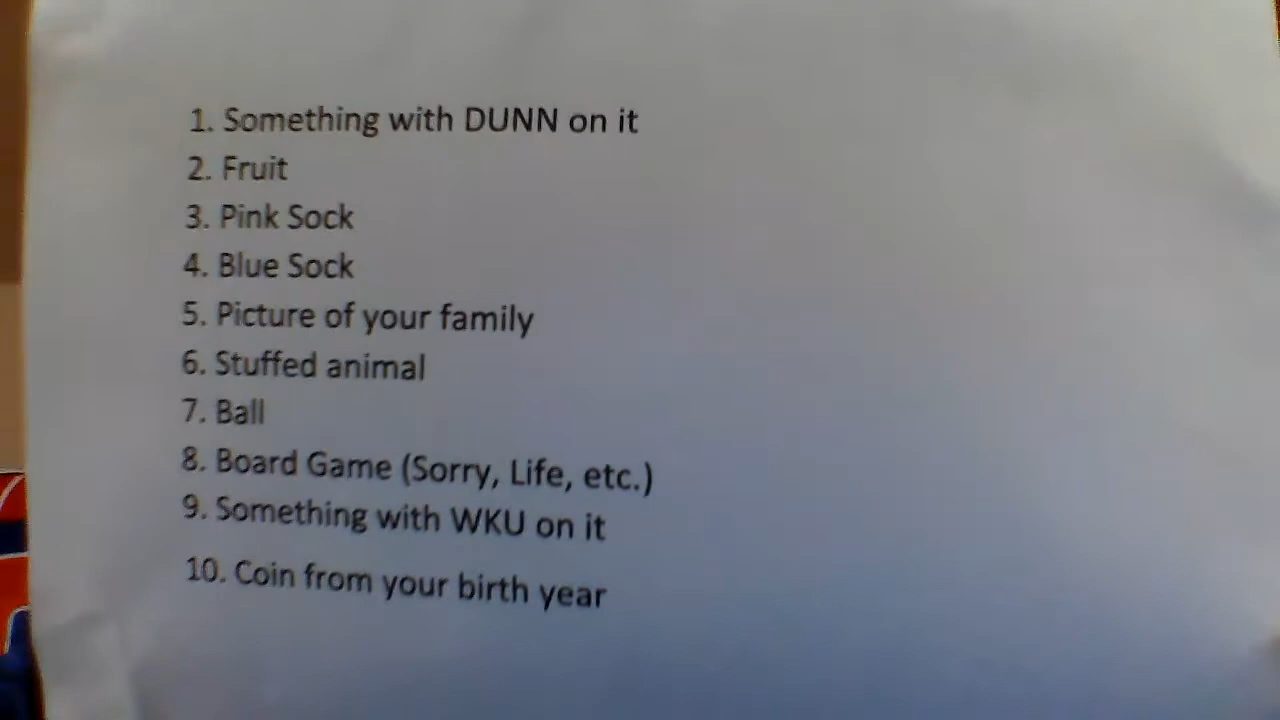 1. Something with DUNN on it
2. Fruit
3. Pink Sock
4. Blue Sock
5. Picture of your family
6. Stuffed animal
7. Ball
8. Board Game (Sorry, Life, etc.)
9. Something with WKU on it
10. Coin from your birth year